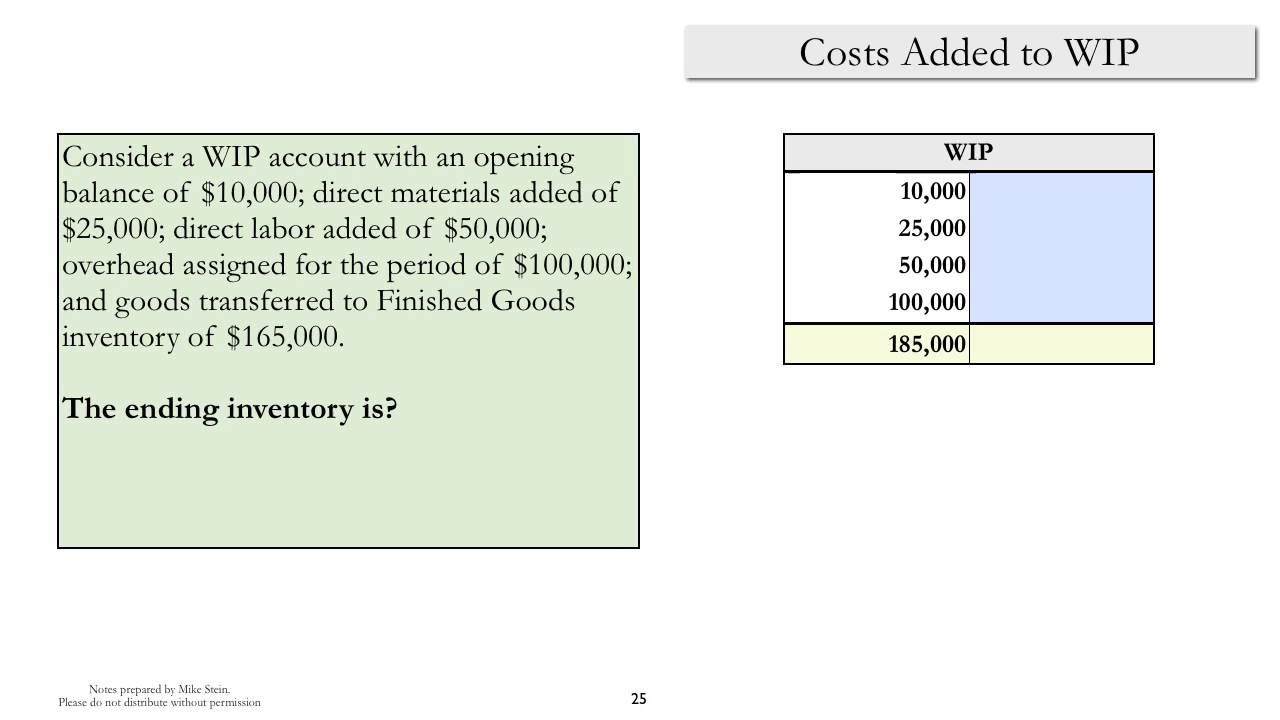 Costs Added to WIP
Consider a WIP account with an opening
balance of $10,000; direct materials added of
$25,000; direct labor added of $50,000;
overhead assigned for the period of $100,000;
and goods transferred to Finished Goods
inventory of $165,000.
The ending inventory is?
WIP
10,000
25,000
50,000
100,000
185,000
Notes prepared by Mike Stein.
Please do not distribute without permission
25